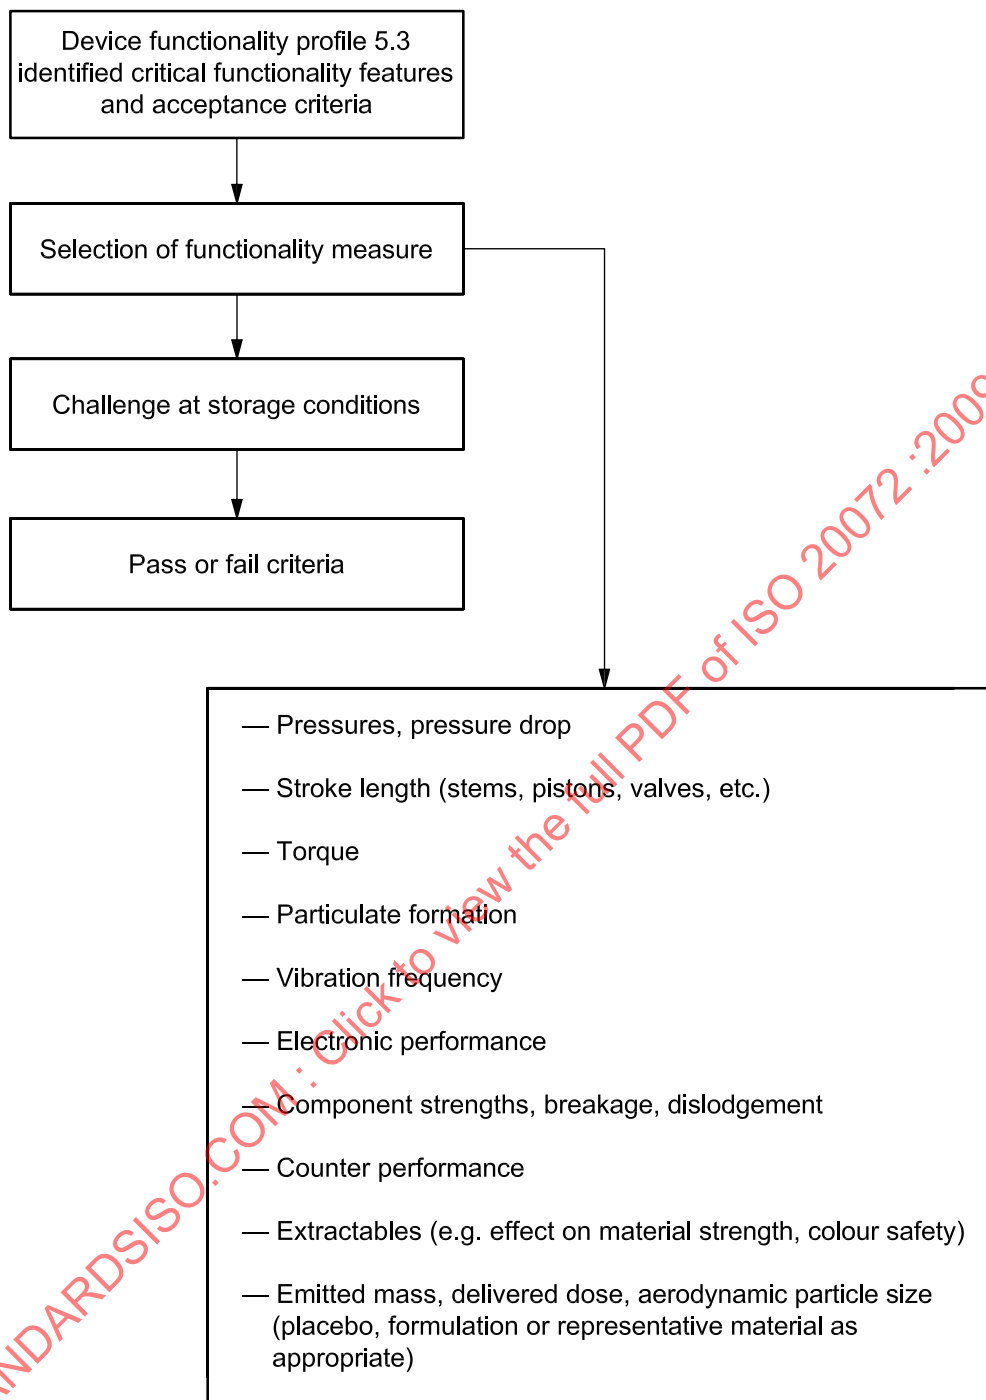 Device functionality profile 5.3
identified critical functionality features
and acceptance criteria
Selection of functionality measure
Challenge at storage conditions
Pass or fail criteria
— Pressures, pressure drop
— Stroke length (stems, pistons, valves, etc.)
— Torque
— Particulate formation
— Vibration frequency
— Electronic performance
— Component strengths, breakage, dislodgement
— Counter performance
— Extractables (e.g. effect on material strength, colour safety)
— Emitted mass, delivered dose, aerodynamic particle size
(placebo, formulation or representative material as
appropriate)
NDARDSISO.COM : Click to view the full PDF of ISO 20072 :2009